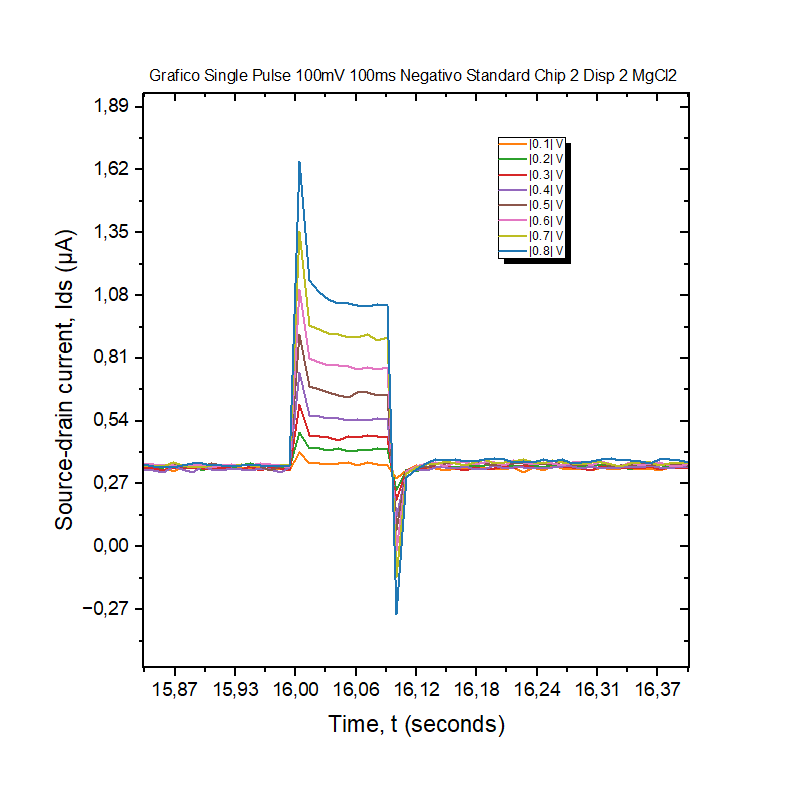 Grafico Single Pulse 100mV 100ms Negativo Standard Chip 2 Disp 2 MgCl2
1,89
1,62
1,35
1,08
0,81
0,54
0,27
0,00
−0,27
Source-drain current, Ids (µA)
|0.1| V
|0.2| V
|0.3| V
|0.4| V
|0.5| V
|0.6| V
|0.7| V
|0.8| V
15,87 15,93 16,00 16,06 16,12 16,18 16,24 16,31 16,37
Time, t (seconds)